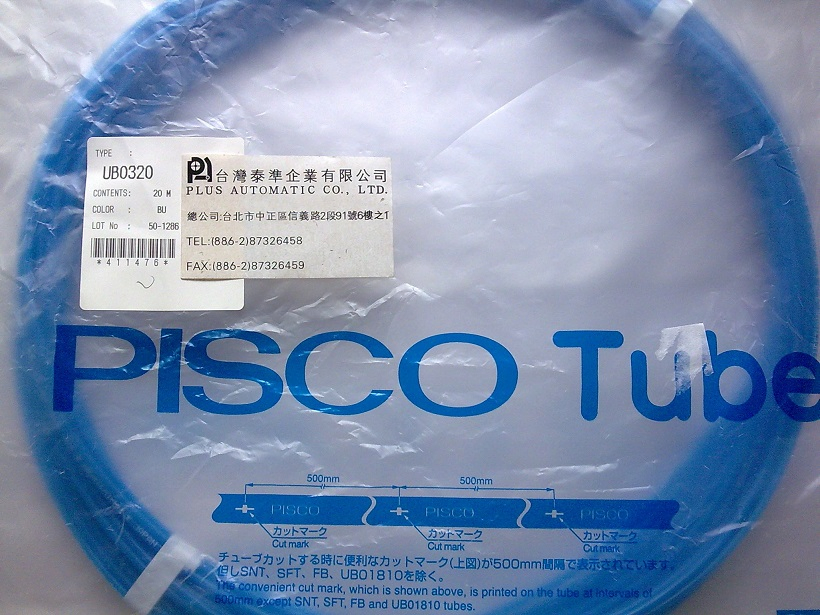 TYPE :
UB0320
CONTENTS: 20 M
COLOR : BU
LOT No : 50-1286
*411476*
PA 台灣泰準企業有限公司
PLUS AUTOMATIC CO., LTD.
總公司:台北市中正區信義路2段91號6樓之1
TEL:(886-2)87326458
FAX:(886-2)87326459
PISCO Tube
500mm 500mm
PISCO PISCO PISCO
カットマーク カットマーク カットマーク
Cut mark Cut mark Cut mark
チューブカットする時に便利なカットマーク(上図)が500mm間隔で表示されています。
但しSNT、SFT、FB、UB01810を除く。
The convenient cut mark, which is shown above, is printed on the tube at intervals of
500mm except SNT, SFT, FB and UB01810 tubes.